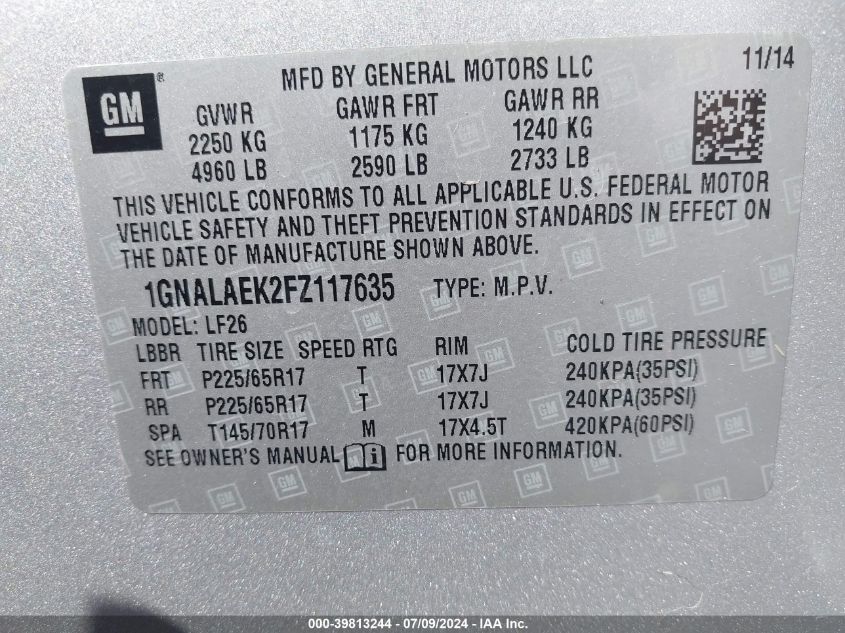 GM ® MFD BY GENERAL MOTORS LLC 11/14
GVWR GAWR FRT GAWR RR
2250 KG 1175 KG 1240 KG
4960 LB 2590 LB 2733 LB
THIS VEHICLE CONFORMS TO ALL APPLICABLE U.S. FEDERAL MOTOR
VEHICLE SAFETY AND THEFT PREVENTION STANDARDS IN EFFECT ON
THE DATE OF MANUFACTURE SHOWN ABOVE.
1GNALAEK2FZ117635 TYPE: M.P.V.
MODEL: LF26
LBBR TIRE SIZE SPEED RTG RIM COLD TIRE PRESSURE
FRT P225/65R17 T 17X7J 240KPA(35PSI)
RR P225/65R17 T 17X7J 240KPA(35PSI)
SPA T145/70R17 M 17X4.5T 420KPA(60PSI)
SEE OWNER'S MANUAL i FOR MORE INFORMATION.
000-39813244 - 07/09/2024 - IAA Inc.